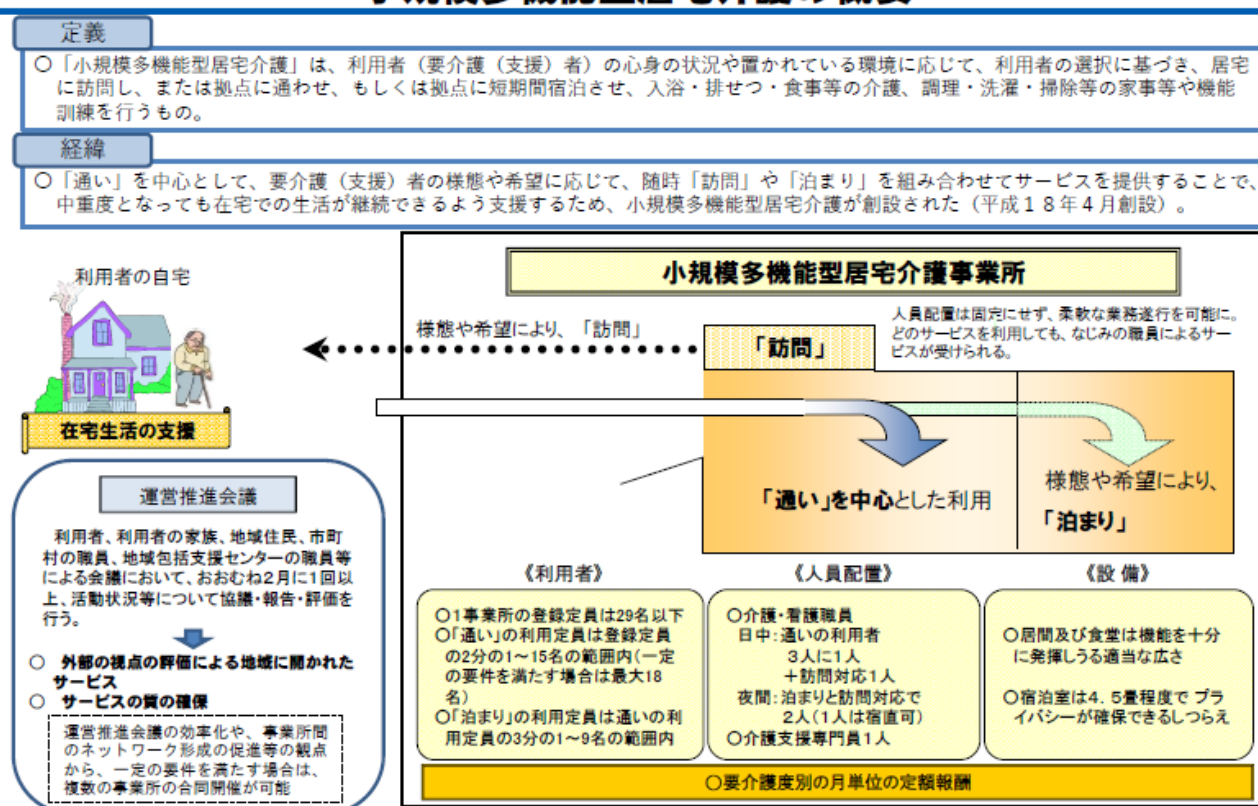 小規模多機能型居宅介護の概要
定義
○「小規模多機能型居宅介護」は、利用者（要介護（支援）者）の心身の状況や置かれている環境に応じて、利用者の選択に基づき、居宅
に訪問し、または拠点に通わせ、もしくは拠点に短期間宿泊させ、入浴・排せつ・食事等の介護、調理・洗濯・掃除等の家事等や機能
訓練を行うもの。
経緯
○「通い」を中心として、要介護（支援）者の様態や希望に応じて、随時「訪問」や「泊まり」を組み合わせてサービスを提供することで、
中重度となっても在宅での生活が継続できるよう支援するため、小規模多機能型居宅介護が創設された（平成１８年４月創設）。
利用者の自宅
在宅生活の支援
運営推進会議
利用者、利用者の家族、地域住民、市町
村の職員、地域包括支援センターの職員等
による会議において、おおむね２月に１回以
上、活動状況等について協議・報告・評価を
行う。
○ 外部の視点の評価による地域に開かれた
サービス
○ サービスの質の確保
運営推進会議の効率化や、事業所間
のネットワーク形成の促進等の観点
から、一定の要件を満たす場合は、
複数の事業所の合同開催が可能
小規模多機能型居宅介護事業所
様態や希望により、「訪問」
「訪問」
人員配置は固定にせず、柔軟な業務遂行を可能に。
どのサービスを利用しても、なじみの職員によるサー
ビスが受けられる。
「通い」を中心とした利用
様態や希望により、
「泊まり」
《利用者》
○１事業所の登録定員は29名以下
○「通い」の利用定員は登録定員
の２分の１～15名の範囲内（一定
の要件を満たす場合は最大18
名）
○「泊まり」の利用定員は通いの利
用定員の３分の１～９名の範囲内
《人員配置》
○介護・看護職員
日中：通いの利用者
３人に１人
＋訪問対応１人
夜間：泊まりと訪問対応で
２人（１人は宿直可）
○介護支援専門員１人
《設 備》
○居間及び食堂は機能を十分
に発揮しうる適当な広さ
○宿泊室は４．５畳程度で プラ
イバシーが確保できるしつらえ
○要介護度別の月単位の定額報酬